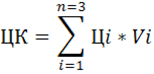 ЦК = ∑_{i=1}^{n=3} Цi * Vi